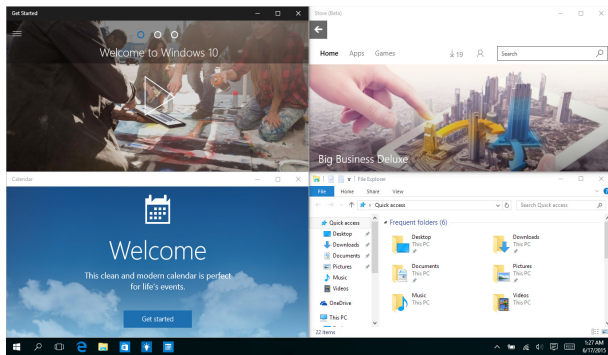 Get Started
Welcome to Windows 10
Store (Beta)
Home Apps Games 19 Search
Big Business Deluxe
Calendar
Welcome
This clean and modern calendar is perfect
for life's events.
Get started
File Explorer
File Home Share View
Quick access Search Quick access
Quick access
Desktop
Downloads
Documents
Pictures
Music
Videos
OneDrive
This PC
Frequent folders (6)
Desktop
This PC
Downloads
This PC
Documents
This PC
Pictures
This PC
Music
This PC
Videos
This PC
22 items
1:27 AM
6/17/2015